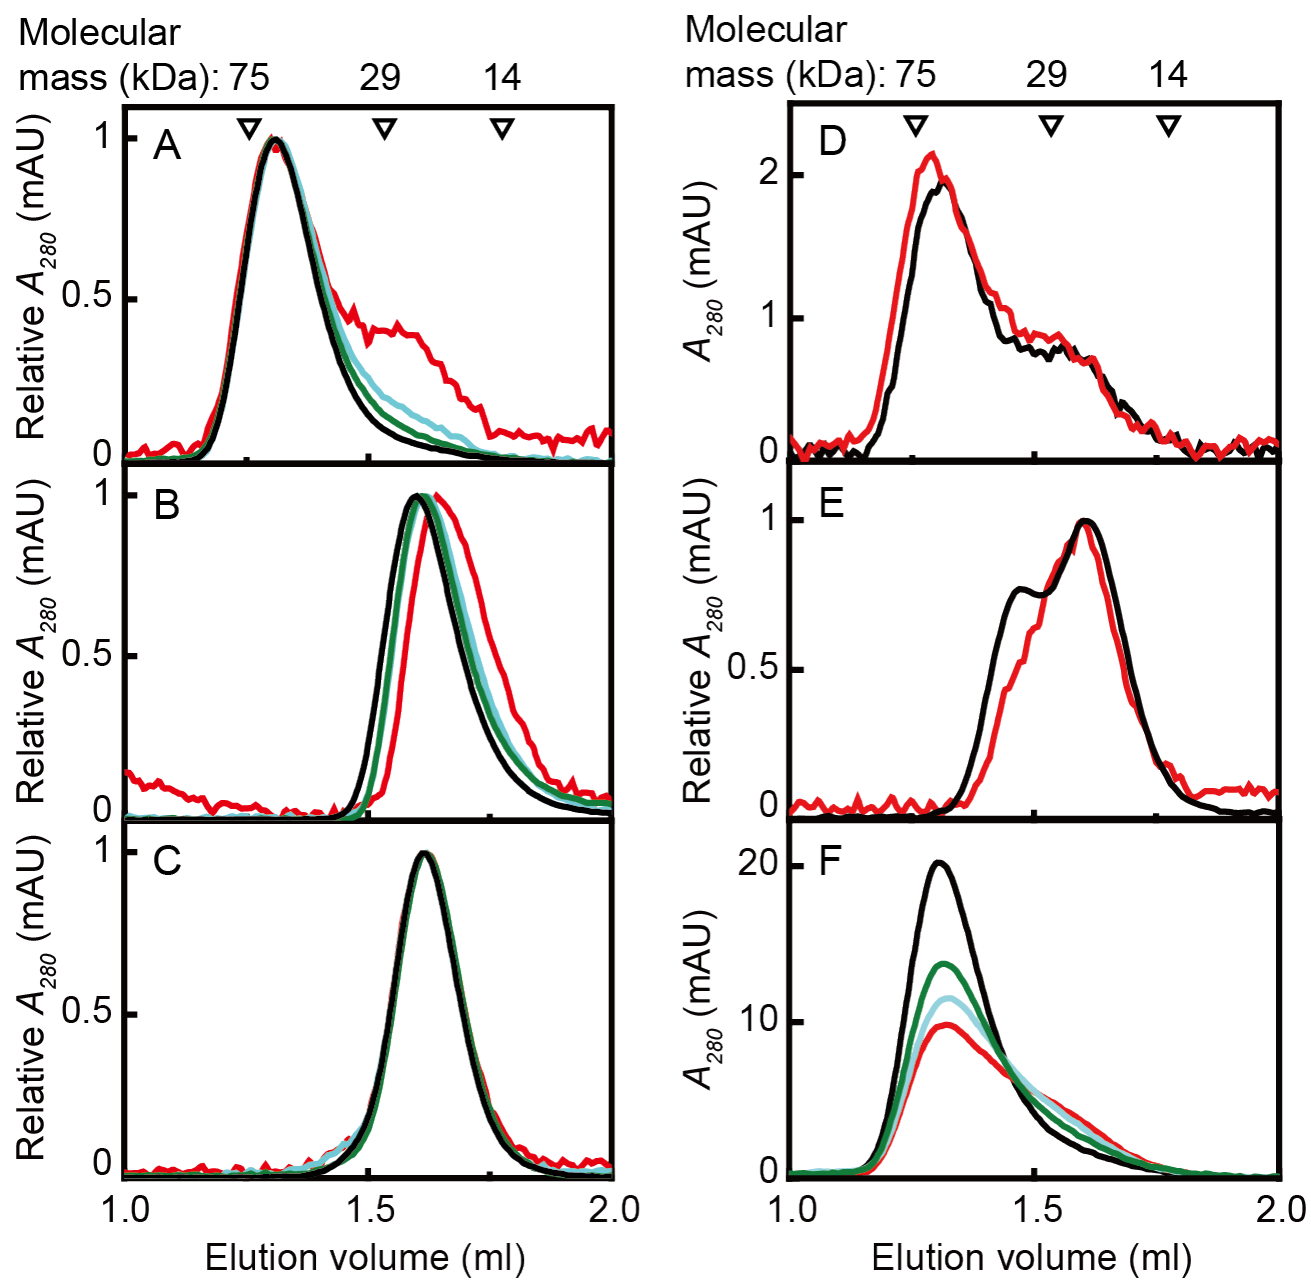 Molecular
mass (kDa): 75 29 14
A
1
0.5
0
Relative A280 (mAU)
B
1
0.5
0
Relative A280 (mAU)
C
1
0.5
0
Relative A280 (mAU)
1.0 1.5 2.0
Elution volume (ml)
Molecular
mass (kDa): 75 29 14
D
2
1
0
A280 (mAU)
E
1
0.5
0
Relative A280 (mAU)
F
20
10
0
A280 (mAU)
1.0 1.5 2.0
Elution volume (ml)